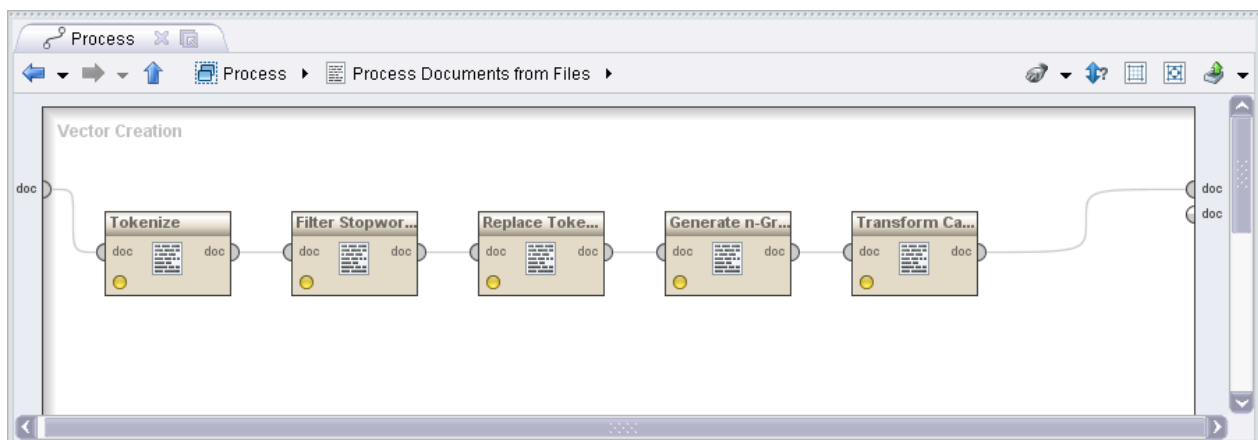 Process
Process Process Documents from Files
Vector Creation
doc doc
doc
Tokenize Filter Stopwor... Replace Toke... Generate n-Gr... Transform Ca...
doc doc doc doc doc doc doc doc doc doc